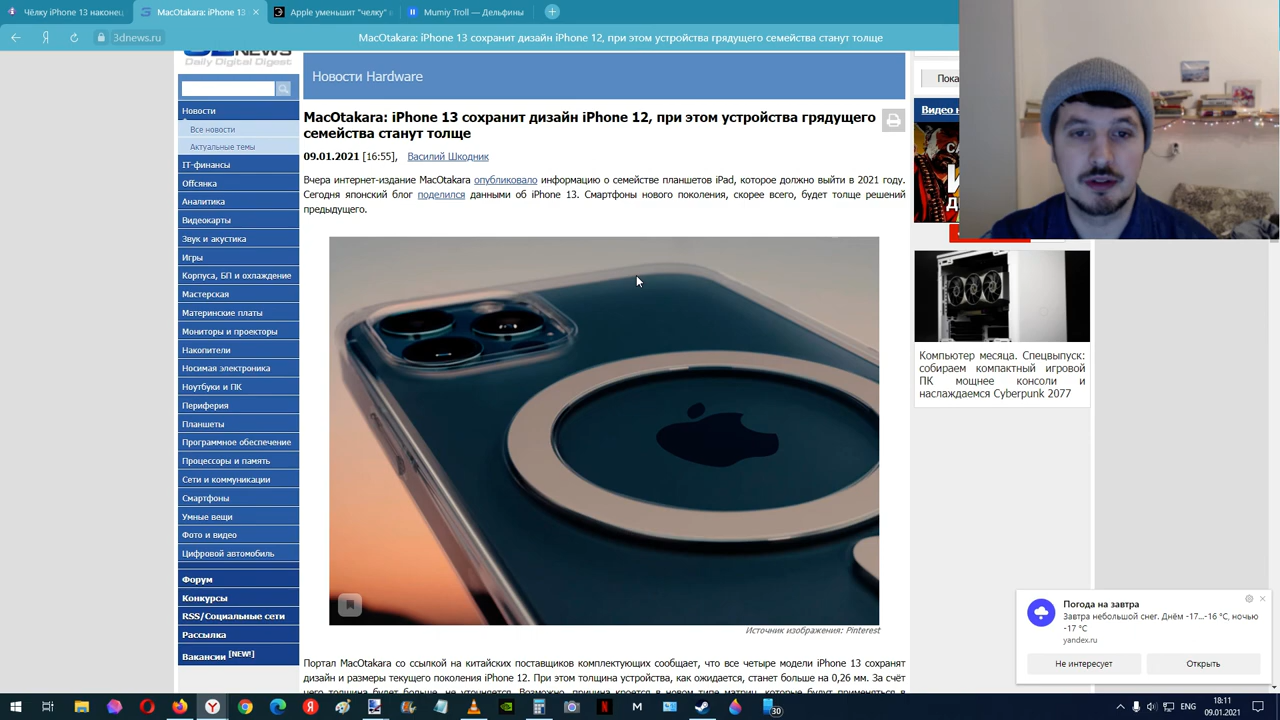 Чёлку iPhone 13 наконец
MacOtakara: iPhone 13
Apple уменьшит "челку"
Mumiy Troll — Дельфины
3dnews.ru
MacOtakara: iPhone 13 сохранит дизайн iPhone 12, при этом устройства грядущего семейства станут толще
Daily Digital Digest
Новости
Все новости
Актуальные темы
IT-финансы
Offсянка
Аналитика
Видеокарты
Звук и акустика
Игры
Корпуса, БП и охлаждение
Мастерская
Материнские платы
Мониторы и проекторы
Накопители
Носимая электроника
Ноутбуки и ПК
Периферия
Планшеты
Программное обеспечение
Процессоры и память
Сети и коммуникации
Смартфоны
Умные вещи
Фото и видео
Цифровой автомобиль
Форум
Конкурсы
RSS/Социальные сети
Рассылка
Вакансии [NEW!]
Новости Hardware
MacOtakara: iPhone 13 сохранит дизайн iPhone 12, при этом устройства грядущего
семейства станут толще
09.01.2021 [16:55], Василий Шкодник
Вчера интернет-издание MacOtakara опубликовало информацию о семействе планшетов iPad, которое должно выйти в 2021 году.
Сегодня японский блог поделился данными об iPhone 13. Смартфоны нового поколения, скорее всего, будет толще решений
предыдущего.
Источник изображения: Pinterest
Портал MacOtakara со ссылкой на китайских поставщиков комплектующих сообщает, что все четыре модели iPhone 13 сохранят
дизайн и размеры текущего поколения iPhone 12. При этом толщина устройства, как ожидается, станет больше на 0,26 мм. За счёт
Пока
Видео н
Компьютер месяца. Спецвыпуск:
собираем компактный игровой
ПК мощнее консоли и
наслаждаемся Cyberpunk 2077
Погода на завтра
Завтра небольшой снег. Днём -17...-16 °C, ночью
-17 °C
yandex.ru
Не интересует
Открыть
30
ENG
18:11
09.01.2021